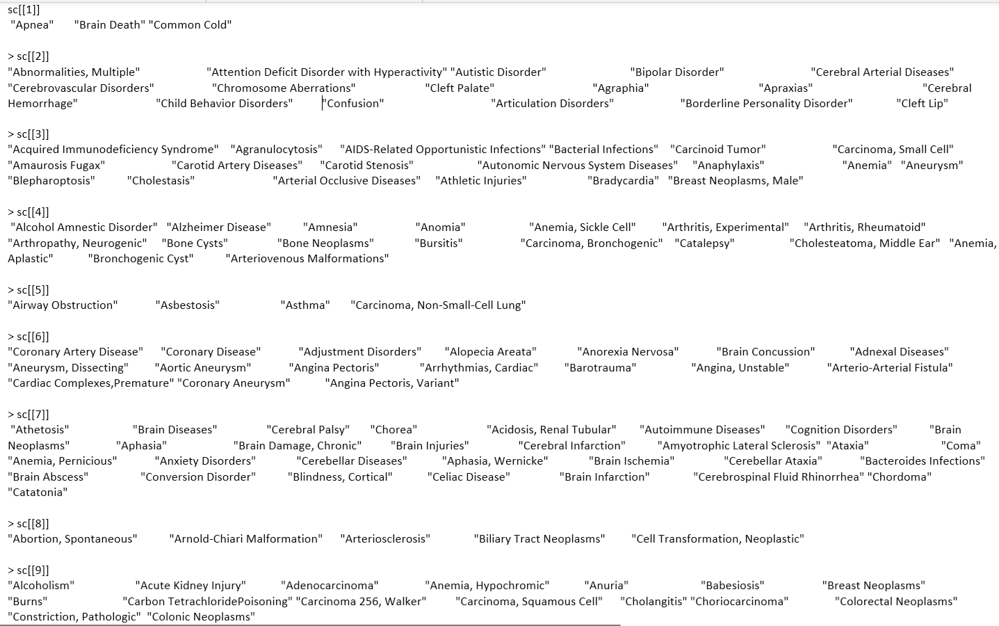 sc[[1]]
"Apnea" "Brain Death" "Common Cold"
> sc[[2]]
"Abnormalities, Multiple" "Attention Deficit Disorder with Hyperactivity" "Autistic Disorder" "Bipolar Disorder" "Cerebral Arterial Diseases"
"Cerebrovascular Disorders" "Chromosome Aberrations" "Cleft Palate" "Agraphia" "Apraxias" "Cerebral
Hemorrhage" "Child Behavior Disorders" "Confusion" "Articulation Disorders" "Borderline Personality Disorder" "Cleft Lip"
> sc[[3]]
"Acquired Immunodeficiency Syndrome" "Agranulocytosis" "AIDS-Related Opportunistic Infections" "Bacterial Infections" "Carcinoid Tumor" "Carcinoma, Small Cell"
"Amaurosis Fugax" "Carotid Artery Diseases" "Carotid Stenosis" "Autonomic Nervous System Diseases" "Anaphylaxis" "Anemia" "Aneurysm"
"Blepharoptosis" "Cholestasis" "Arterial Occlusive Diseases" "Athletic Injuries" "Bradycardia" "Breast Neoplasms, Male"
> sc[[4]]
"Alcohol Amnestic Disorder" "Alzheimer Disease" "Amnesia" "Anomia" "Anemia, Sickle Cell" "Arthritis, Experimental" "Arthritis, Rheumatoid"
"Arthropathy, Neurogenic" "Bone Cysts" "Bone Neoplasms" "Bursitis" "Carcinoma, Bronchogenic" "Catalepsy" "Cholesteatoma, Middle Ear" "Anemia,
Aplastic" "Bronchogenic Cyst" "Arteriovenous Malformations"
> sc[[5]]
"Airway Obstruction" "Asbestosis" "Asthma" "Carcinoma, Non-Small-Cell Lung"
> sc[[6]]
"Coronary Artery Disease" "Coronary Disease" "Adjustment Disorders" "Alopecia Areata" "Anorexia Nervosa" "Brain Concussion" "Adnexal Diseases"
"Aneurysm, Dissecting" "Aortic Aneurysm" "Angina Pectoris" "Arrhythmias, Cardiac" "Barotrauma" "Angina, Unstable" "Arterio-Arterial Fistula"
"Cardiac Complexes,Premature" "Coronary Aneurysm" "Angina Pectoris, Variant"
> sc[[7]]
"Athetosis" "Brain Diseases" "Cerebral Palsy" "Chorea" "Acidosis, Renal Tubular" "Autoimmune Diseases" "Cognition Disorders" "Brain
Neoplasms" "Aphasia" "Brain Damage, Chronic" "Brain Injuries" "Cerebral Infarction" "Amyotrophic Lateral Sclerosis" "Ataxia" "Coma"
"Anemia, Pernicious" "Anxiety Disorders" "Cerebellar Diseases" "Aphasia, Wernicke" "Brain Ischemia" "Cerebellar Ataxia" "Bacteroides Infections"
"Brain Abscess" "Conversion Disorder" "Blindness, Cortical" "Celiac Disease" "Brain Infarction" "Cerebrospinal Fluid Rhinorrhea" "Chordoma"
"Catatonia"
> sc[[8]]
"Abortion, Spontaneous" "Arnold-Chiari Malformation" "Arteriosclerosis" "Biliary Tract Neoplasms" "Cell Transformation, Neoplastic"
> sc[[9]]
"Alcoholism" "Acute Kidney Injury" "Adenocarcinoma" "Anemia, Hypochromic" "Anuria" "Babesiosis" "Breast Neoplasms"
"Burns" "Carbon TetrachloridePoisoning" "Carcinoma 256, Walker" "Carcinoma, Squamous Cell" "Cholangitis" "Choriocarcinoma" "Colorectal Neoplasms"
"Constriction, Pathologic" "Colonic Neoplasms"